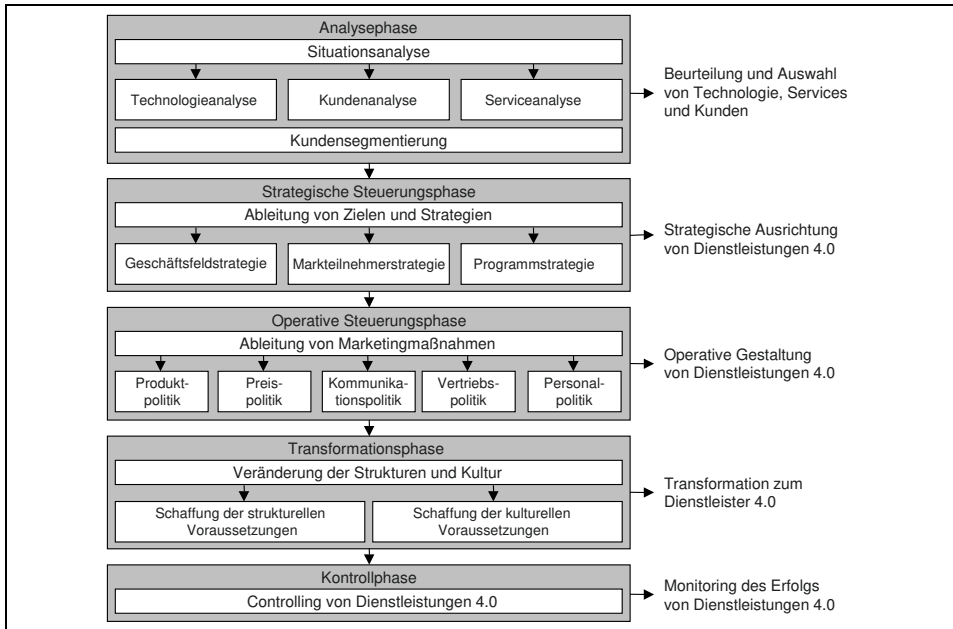 Analysephase
Situationsanalyse
Technologieanalyse
Kundenanalyse
Serviceanalyse
Kundensegmentierung
Beurteilung und Auswahl
von Technologie, Services
und Kunden
Strategische Steuerungsphase
Ableitung von Zielen und Strategien
Geschäftsfeldstrategie
Markteilnehmerstrategie
Programmstrategie
Strategische Ausrichtung
von Dienstleistungen 4.0
Operative Steuerungsphase
Ableitung von Marketingmaßnahmen
Produkt-
politik
Preis-
politik
Kommunika-
tionspolitik
Vertriebs-
politik
Personal-
politik
Operative Gestaltung
von Dienstleistungen 4.0
Transformationsphase
Veränderung der Strukturen und Kultur
Schaffung der strukturellen
Voraussetzungen
Schaffung der kulturellen
Voraussetzungen
Transformation zum
Dienstleister 4.0
Kontrollphase
Controlling von Dienstleistungen 4.0
Monitoring des Erfolgs
von Dienstleistungen 4.0